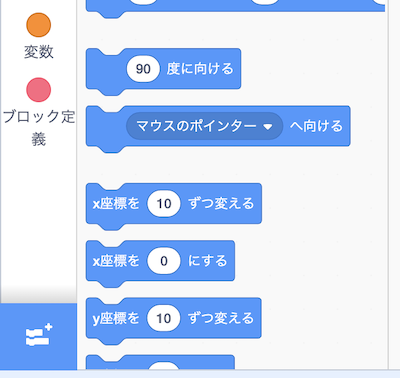 変数
ブロック定
義
90 度に向ける
マウスのポインター へ向ける
x座標を 10 ずつ変える
x座標を 0 にする
y座標を 10 ずつ変える